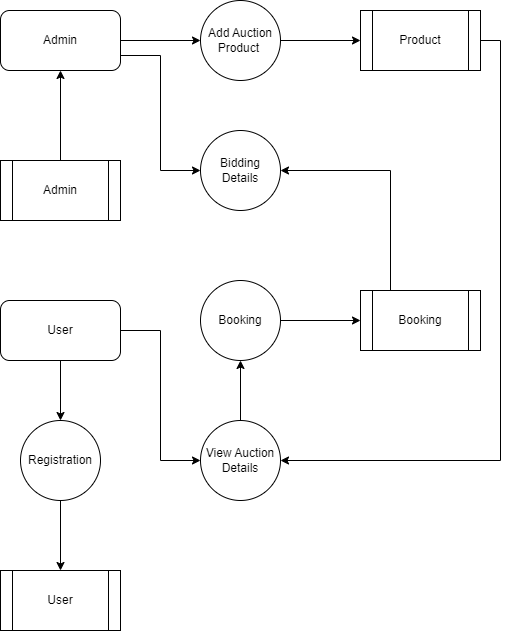 Admin
Add Auction
Product
Product
Bidding
Details
Admin
User
Booking
Booking
Registration
View Auction
Details
User